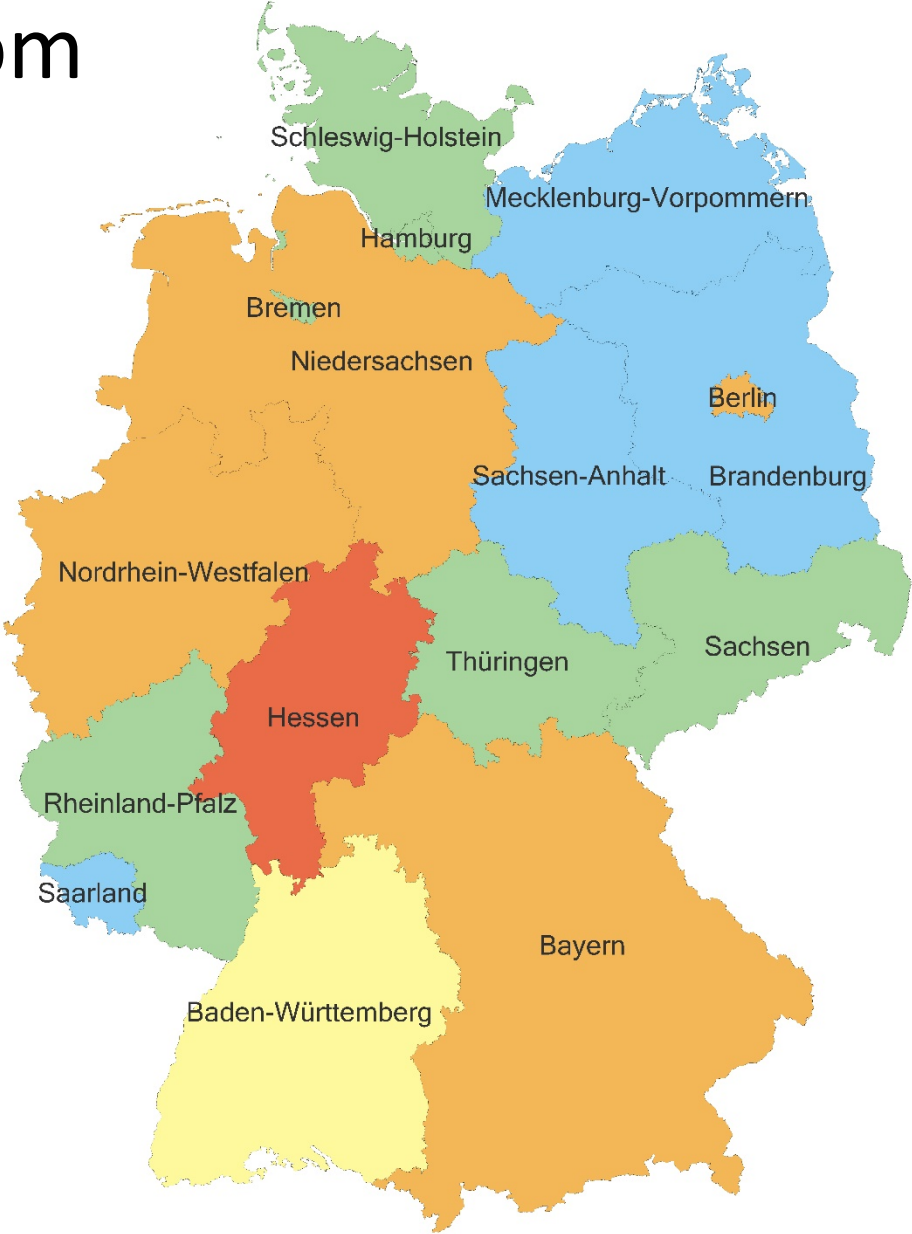 om
Schleswig-Holstein
Mecklenburg-Vorpommern
Hamburg
Bremen
Niedersachsen
Berlin
Sachsen-Anhalt
Brandenburg
Nordrhein-Westfalen
Sachsen
Thüringen
Hessen
Rheinland-Pfalz
Saarland
Bayern
Baden-Württemberg